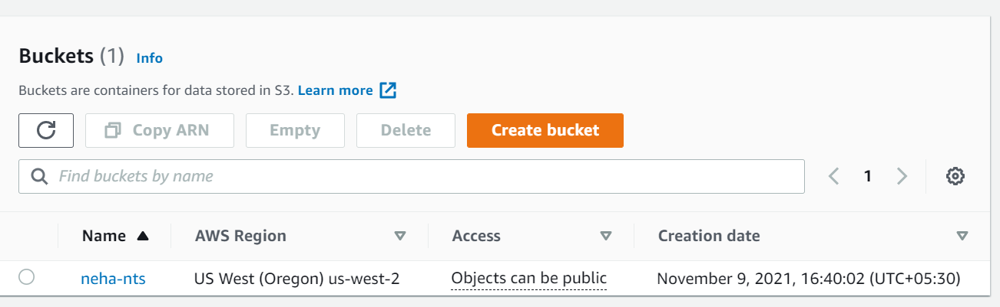 Buckets (1) Info
Buckets are containers for data stored in S3. Learn more
Copy ARN Empty Delete Create bucket
Find buckets by name 1
Name AWS Region Access Creation date
neha-nts US West (Oregon) us-west-2 Objects can be public November 9, 2021, 16:40:02 (UTC+05:30)